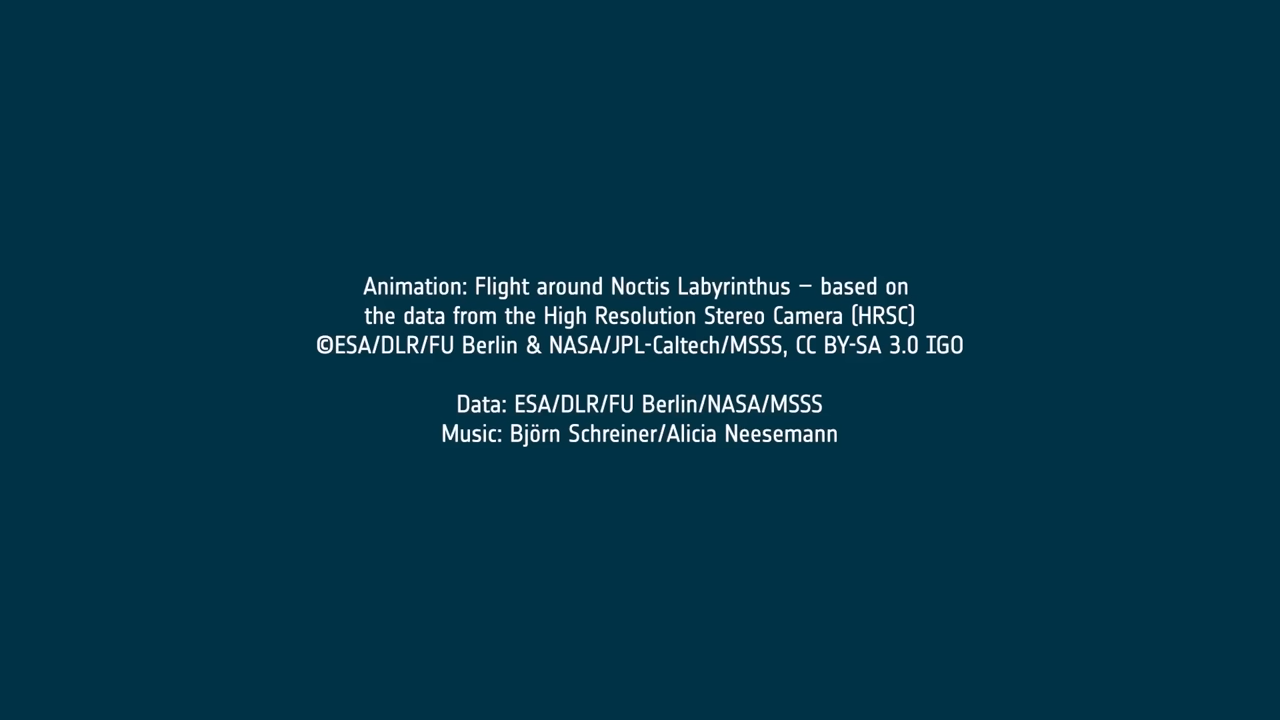 Animation: Flight around Noctis Labyrinthus – based on
the data from the High Resolution Stereo Camera (HRSC)
©ESA/DLR/FU Berlin & NASA/JPL-Caltech/MSSS, CC BY-SA 3.0 IGO
Data: ESA/DLR/FU Berlin/NASA/MSSS
Music: Björn Schreiner/Alicia Neesemann